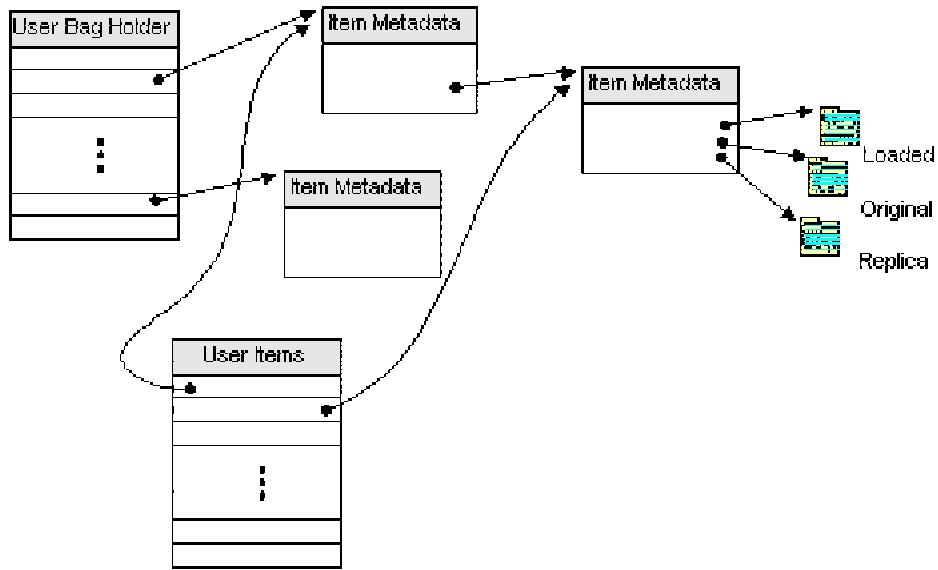 User Bag Holder
Item Metadata
Item Metadata
Loaded
Item Metadata
Original
Replica
User Items